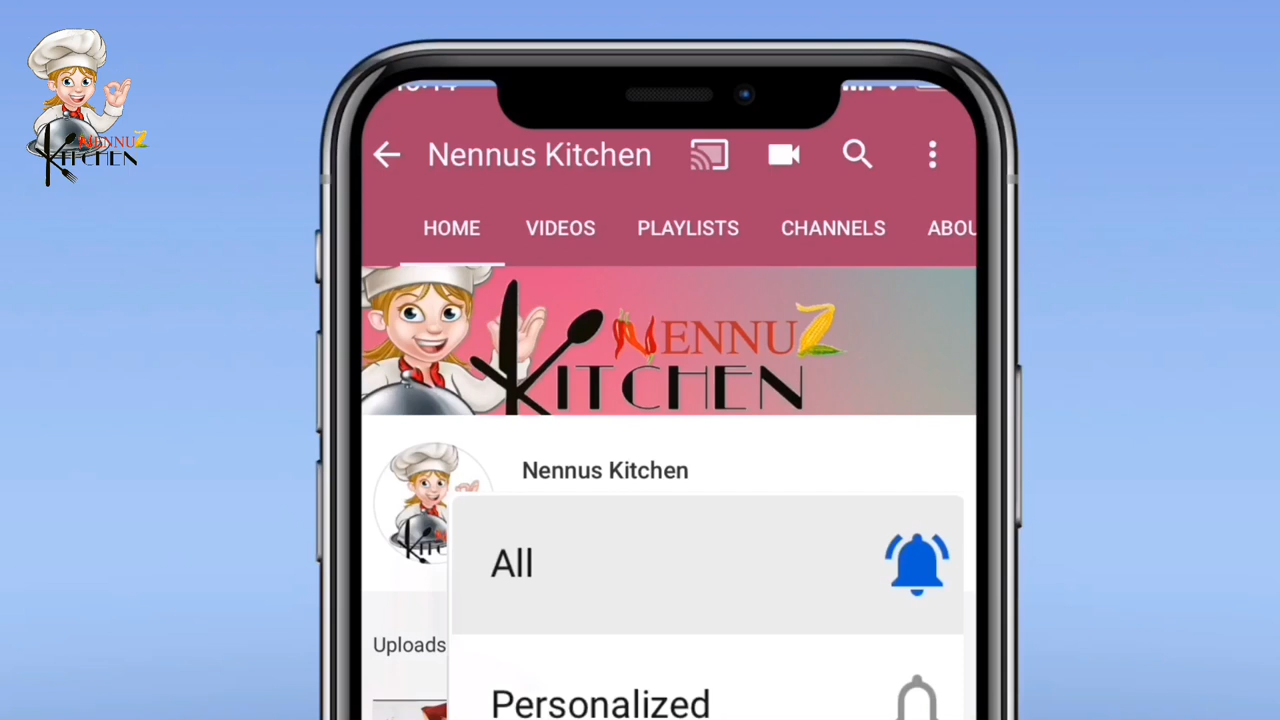 NENNUZ
KITCHEN
Nennus Kitchen
HOME VIDEOS PLAYLISTS CHANNELS ABOU
NENNUZ
KITCHEN
Nennus Kitchen
All
Uploads
Personalized